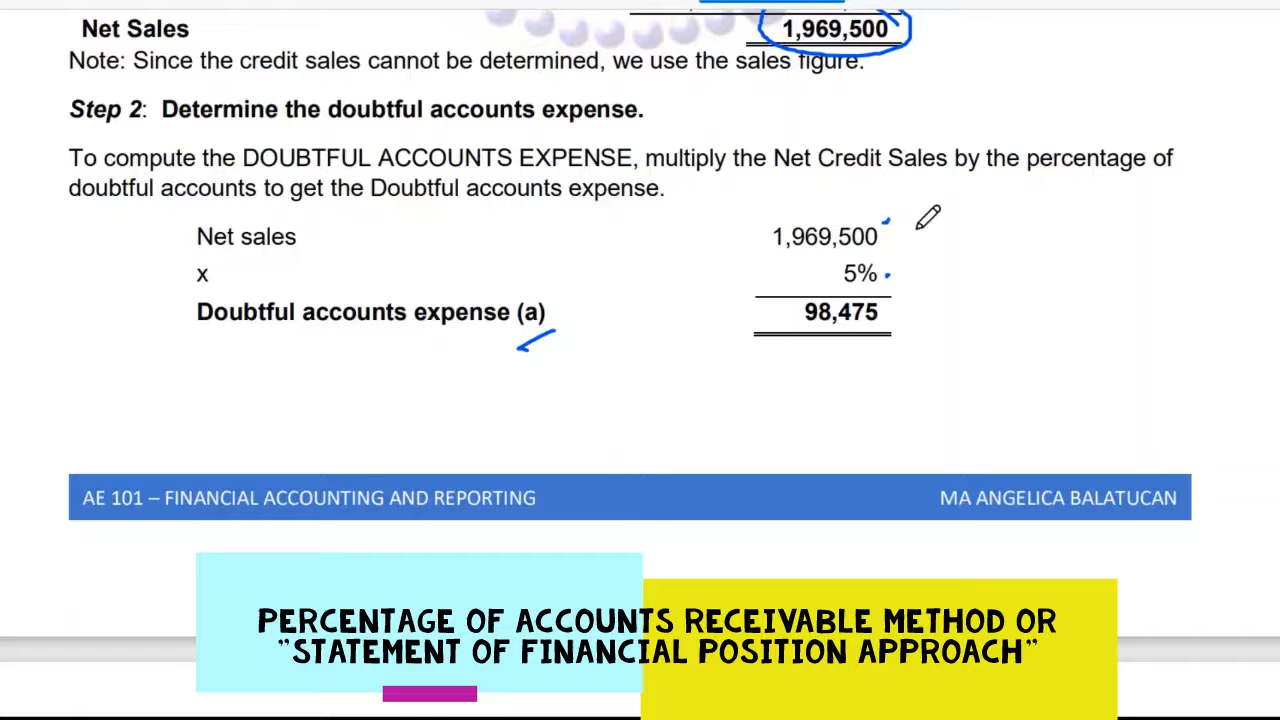 Net Sales 1,969,500
Note: Since the credit sales cannot be determined, we use the sales figure.
Step 2: Determine the doubtful accounts expense.
To compute the DOUBTFUL ACCOUNTS EXPENSE, multiply the Net Credit Sales by the percentage of
doubtful accounts to get the Doubtful accounts expense.
Net sales 1,969,500
x 5%
Doubtful accounts expense (a) 98,475
AE 101 – FINANCIAL ACCOUNTING AND REPORTING MA ANGELICA BALATUCAN
PERCENTAGE OF ACCOUNTS RECEIVABLE METHOD OR
"STATEMENT OF FINANCIAL POSITION APPROACH"